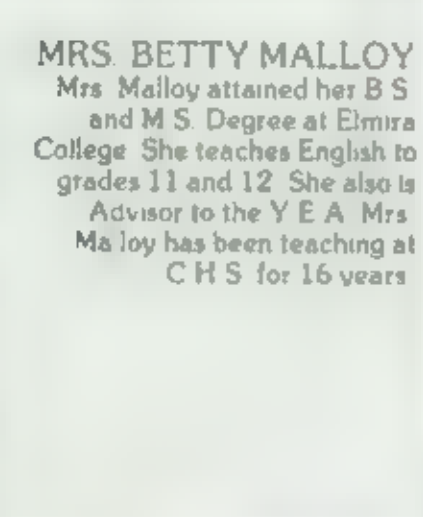 MRS. BETTY MALLOY
Mrs Malloy attained her B S
and M S. Degree at Elmira
College She teaches English to
grades 11 and 12 She also is
Advisor to the Y E A Mrs
Ma loy has been teaching at
C H S for 16 years